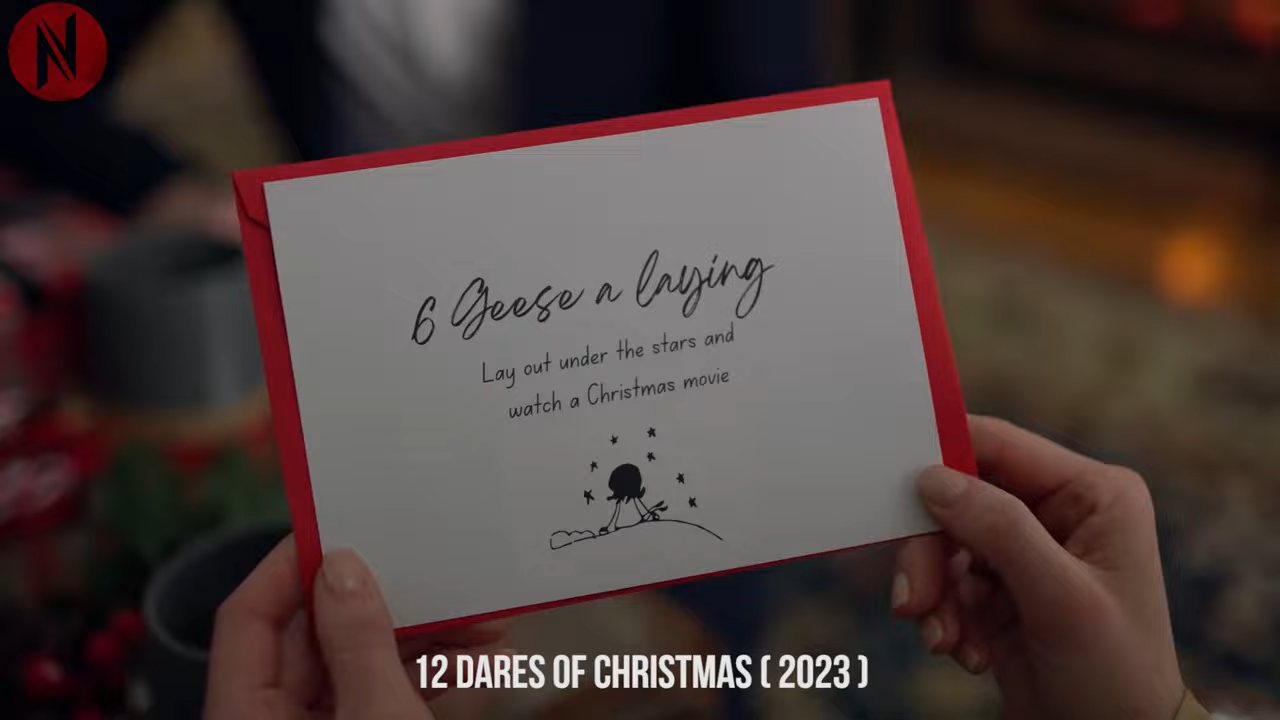 N
6 Geese a laying
Lay out under the stars and
watch a Christmas movie
12 DARES OF CHRISTMAS ( 2023 )